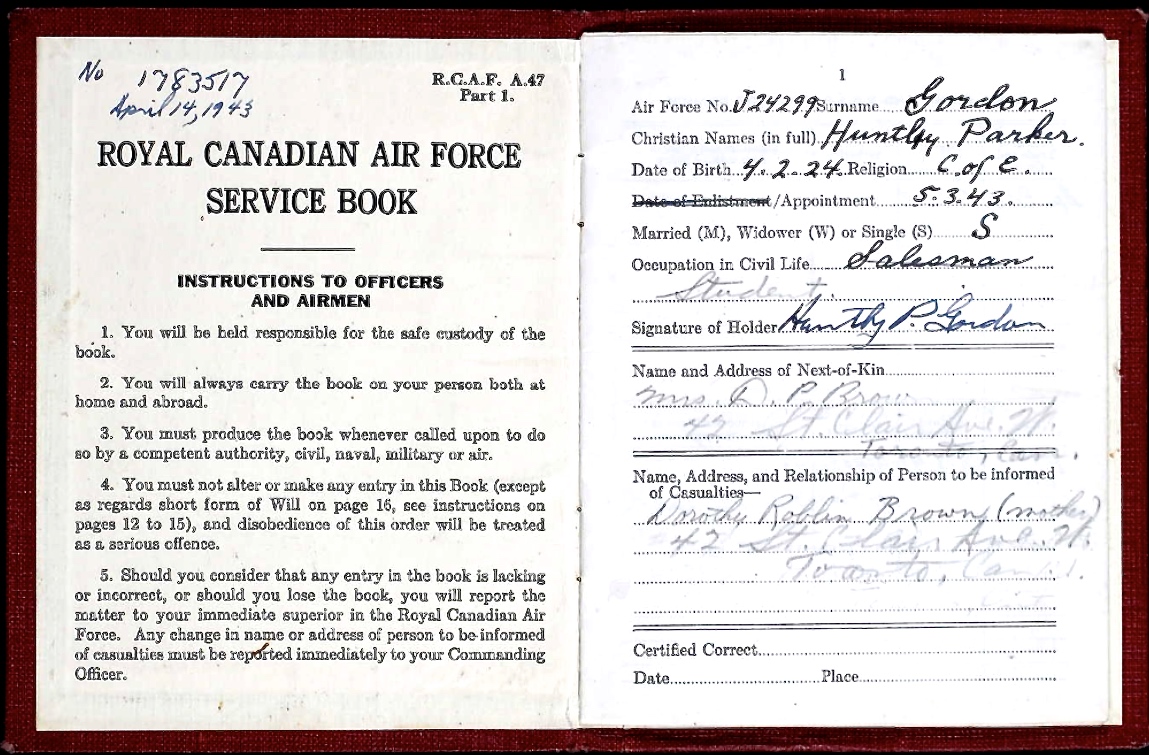 No 1783517
April 14, 1943
R.C.A.F. A.47
Part 1.
ROYAL CANADIAN AIR FORCE
SERVICE BOOK
INSTRUCTIONS TO OFFICERS
AND AIRMEN
1. You will be held responsible for the safe custody of the
book.
2. You will always carry the book on your person both at
home and abroad.
3. You must produce the book whenever called upon to do
so by a competent authority, civil, naval, military or air.
4. You must not alter or make any entry in this Book (except
as regards short form of Will on page 16, see instructions on
pages 12 to 15), and disobedience of this order will be treated
as a serious offence.
5. Should you consider that any entry in the book is lacking
or incorrect, or should you lose the book, you will report the
matter to your immediate superior in the Royal Canadian Air
Force. Any change in name or address of person to be informed
of casualties must be reported immediately to your Commanding
Officer.
1
Air Force No. J24299 Surname Gordon
Christian Names (in full) Huntley Parker.
Date of Birth 4.2.24. Religion C. of E.
Date of Enlistment/Appointment 5.3.43.
Married (M), Widower (W) or Single (S) S
Occupation in Civil Life Salesman
Student.
Signature of Holder Huntly P. Gordon
Name and Address of Next-of-Kin
Mrs. D. P. Brown
42 St. Clair Ave. W.
Toronto, Can.
Name, Address, and Relationship of Person to be informed
of Casualties—
Dorothy Roblin Brown (mother)
42 St. Clair Ave. W.
Toronto, Can.
Certified Correct
Date Place